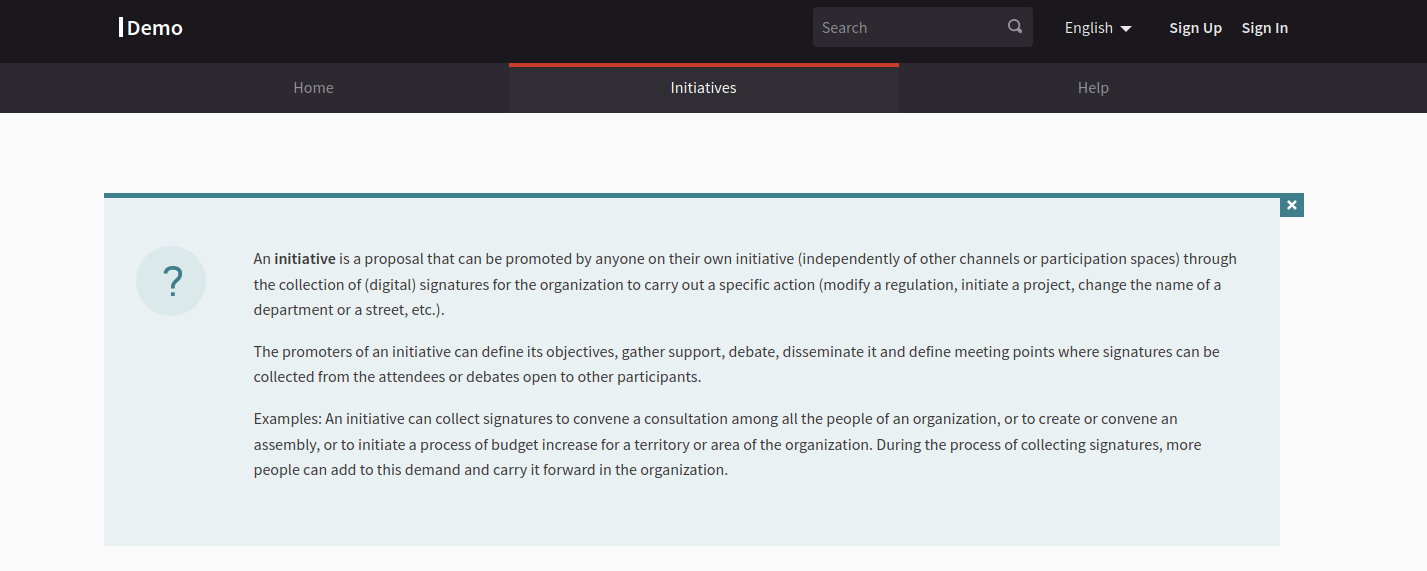 Demo
Search
English
Sign Up
Sign In
Home
Initiatives
Help
?
An initiative is a proposal that can be promoted by anyone on their own initiative (independently of other channels or participation spaces) through
the collection of (digital) signatures for the organization to carry out a specific action (modify a regulation, initiate a project, change the name of a
department or a street, etc.).
The promoters of an initiative can define its objectives, gather support, debate, disseminate it and define meeting points where signatures can be
collected from the attendees or debates open to other participants.
Examples: An initiative can collect signatures to convene a consultation among all the people of an organization, or to create or convene an
assembly, or to initiate a process of budget increase for a territory or area of the organization. During the process of collecting signatures, more
people can add to this demand and carry it forward in the organization.